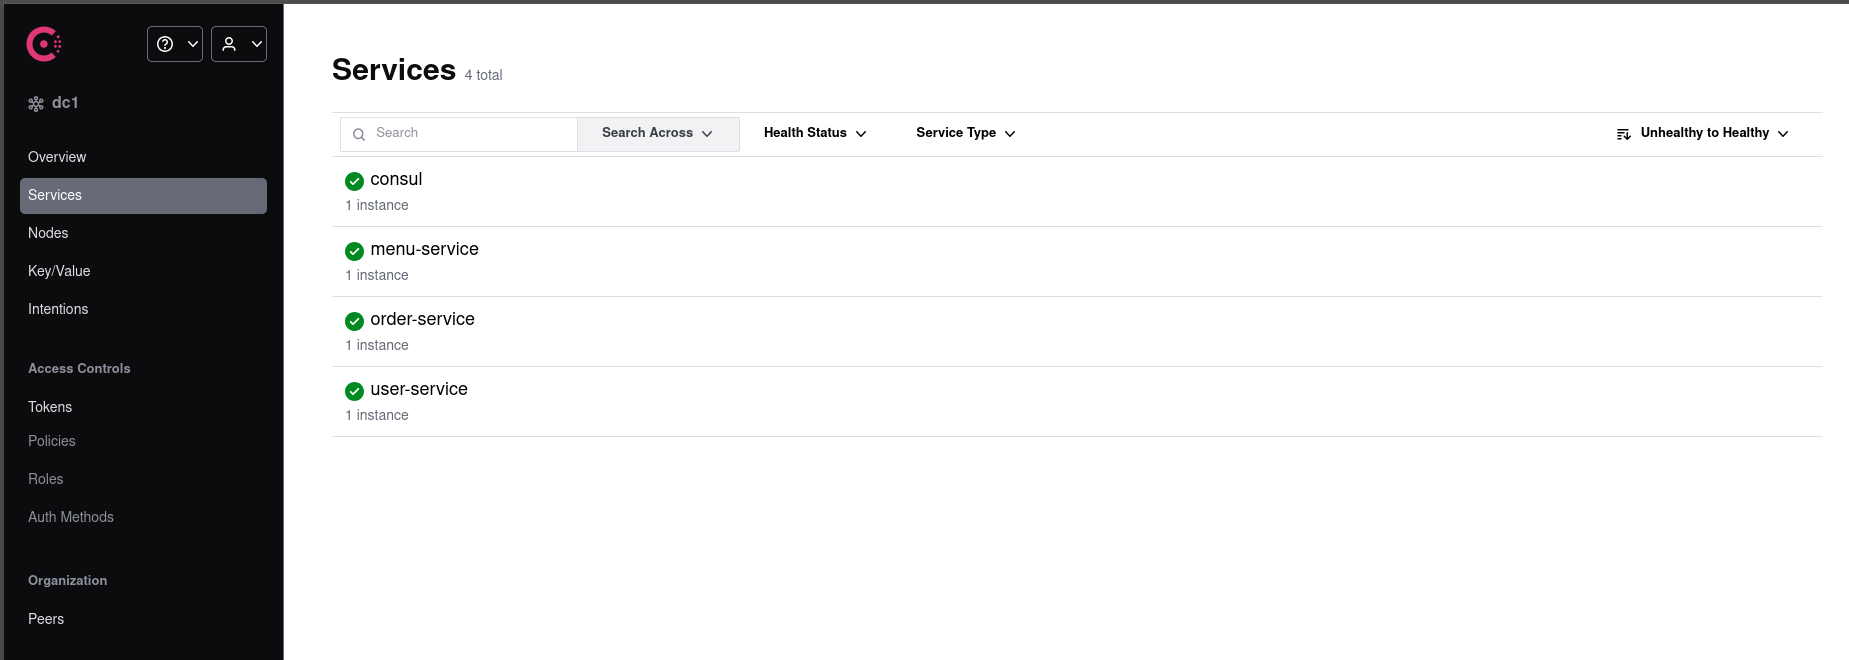 dc1
Overview
Services
Nodes
Key/Value
Intentions
Access Controls
Tokens
Policies
Roles
Auth Methods
Organization
Peers
Services 4 total
Search Search Across Health Status Service Type Unhealthy to Healthy
consul
1 instance
menu-service
1 instance
order-service
1 instance
user-service
1 instance